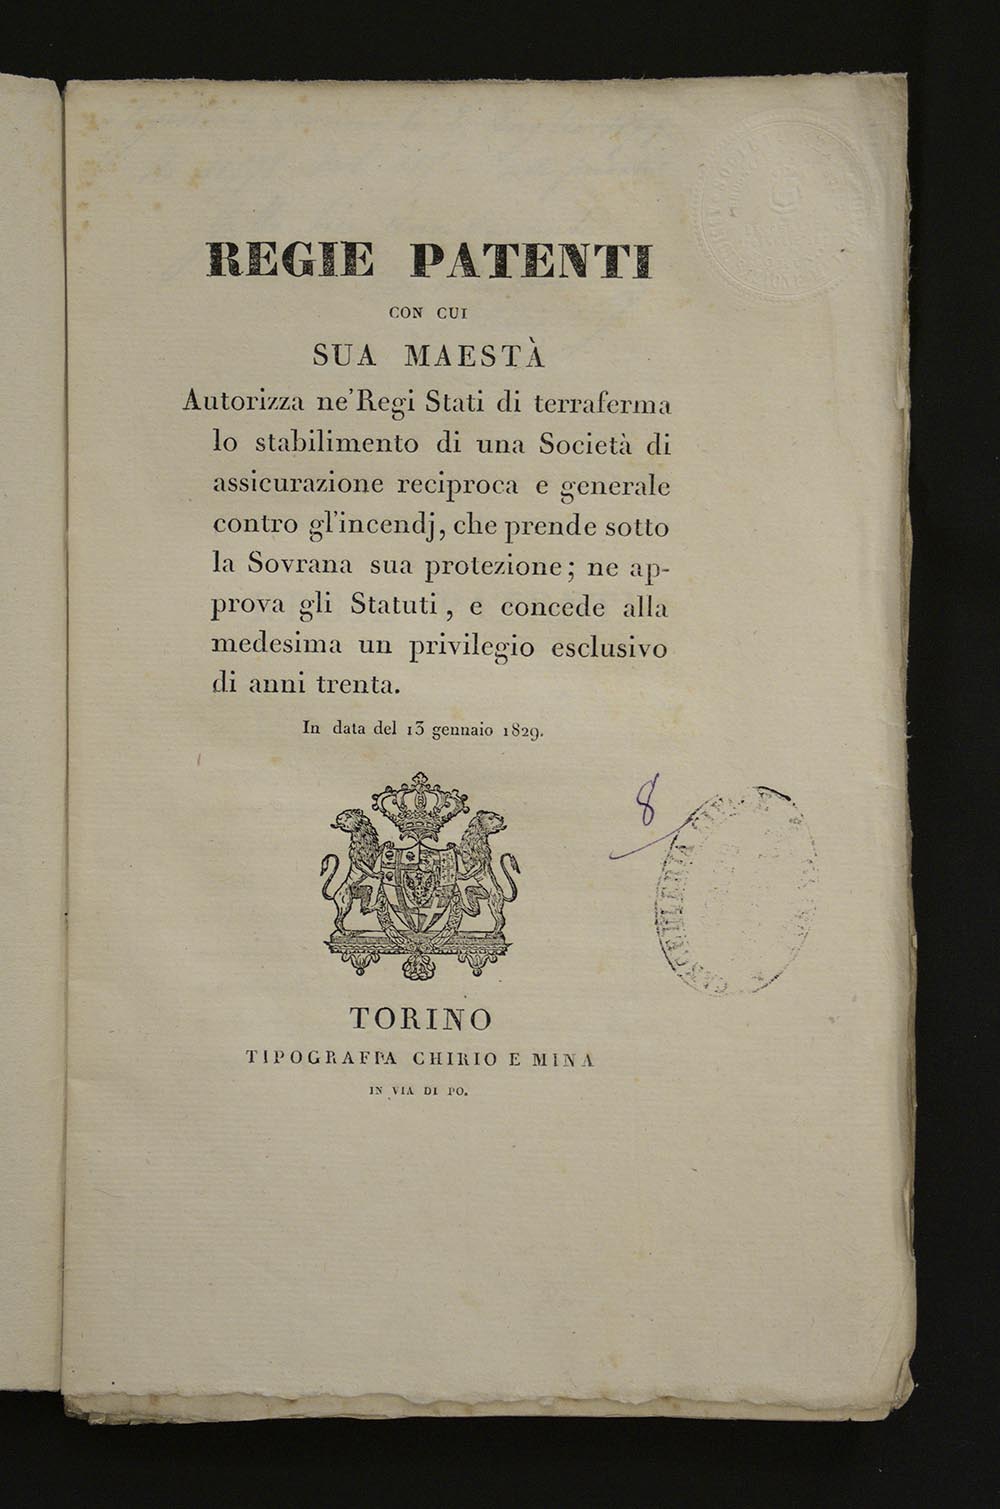 REGIE PATENTI
CON CUI
SUA MAESTÀ
Autorizza ne'Regi Stati di terraferma
lo stabilimento di una Società di
assicurazione reciproca e generale
contro gl'incendj, che prende sotto
la Sovrana sua protezione; ne ap-
prova gli Statuti, e concede alla
medesima un privilegio esclusivo
di anni trenta.
In data del 13 gennaio 1829.
8
TORINO
TIPOGRAFIA CHIRIO E MINA
IN VIA DI PO.